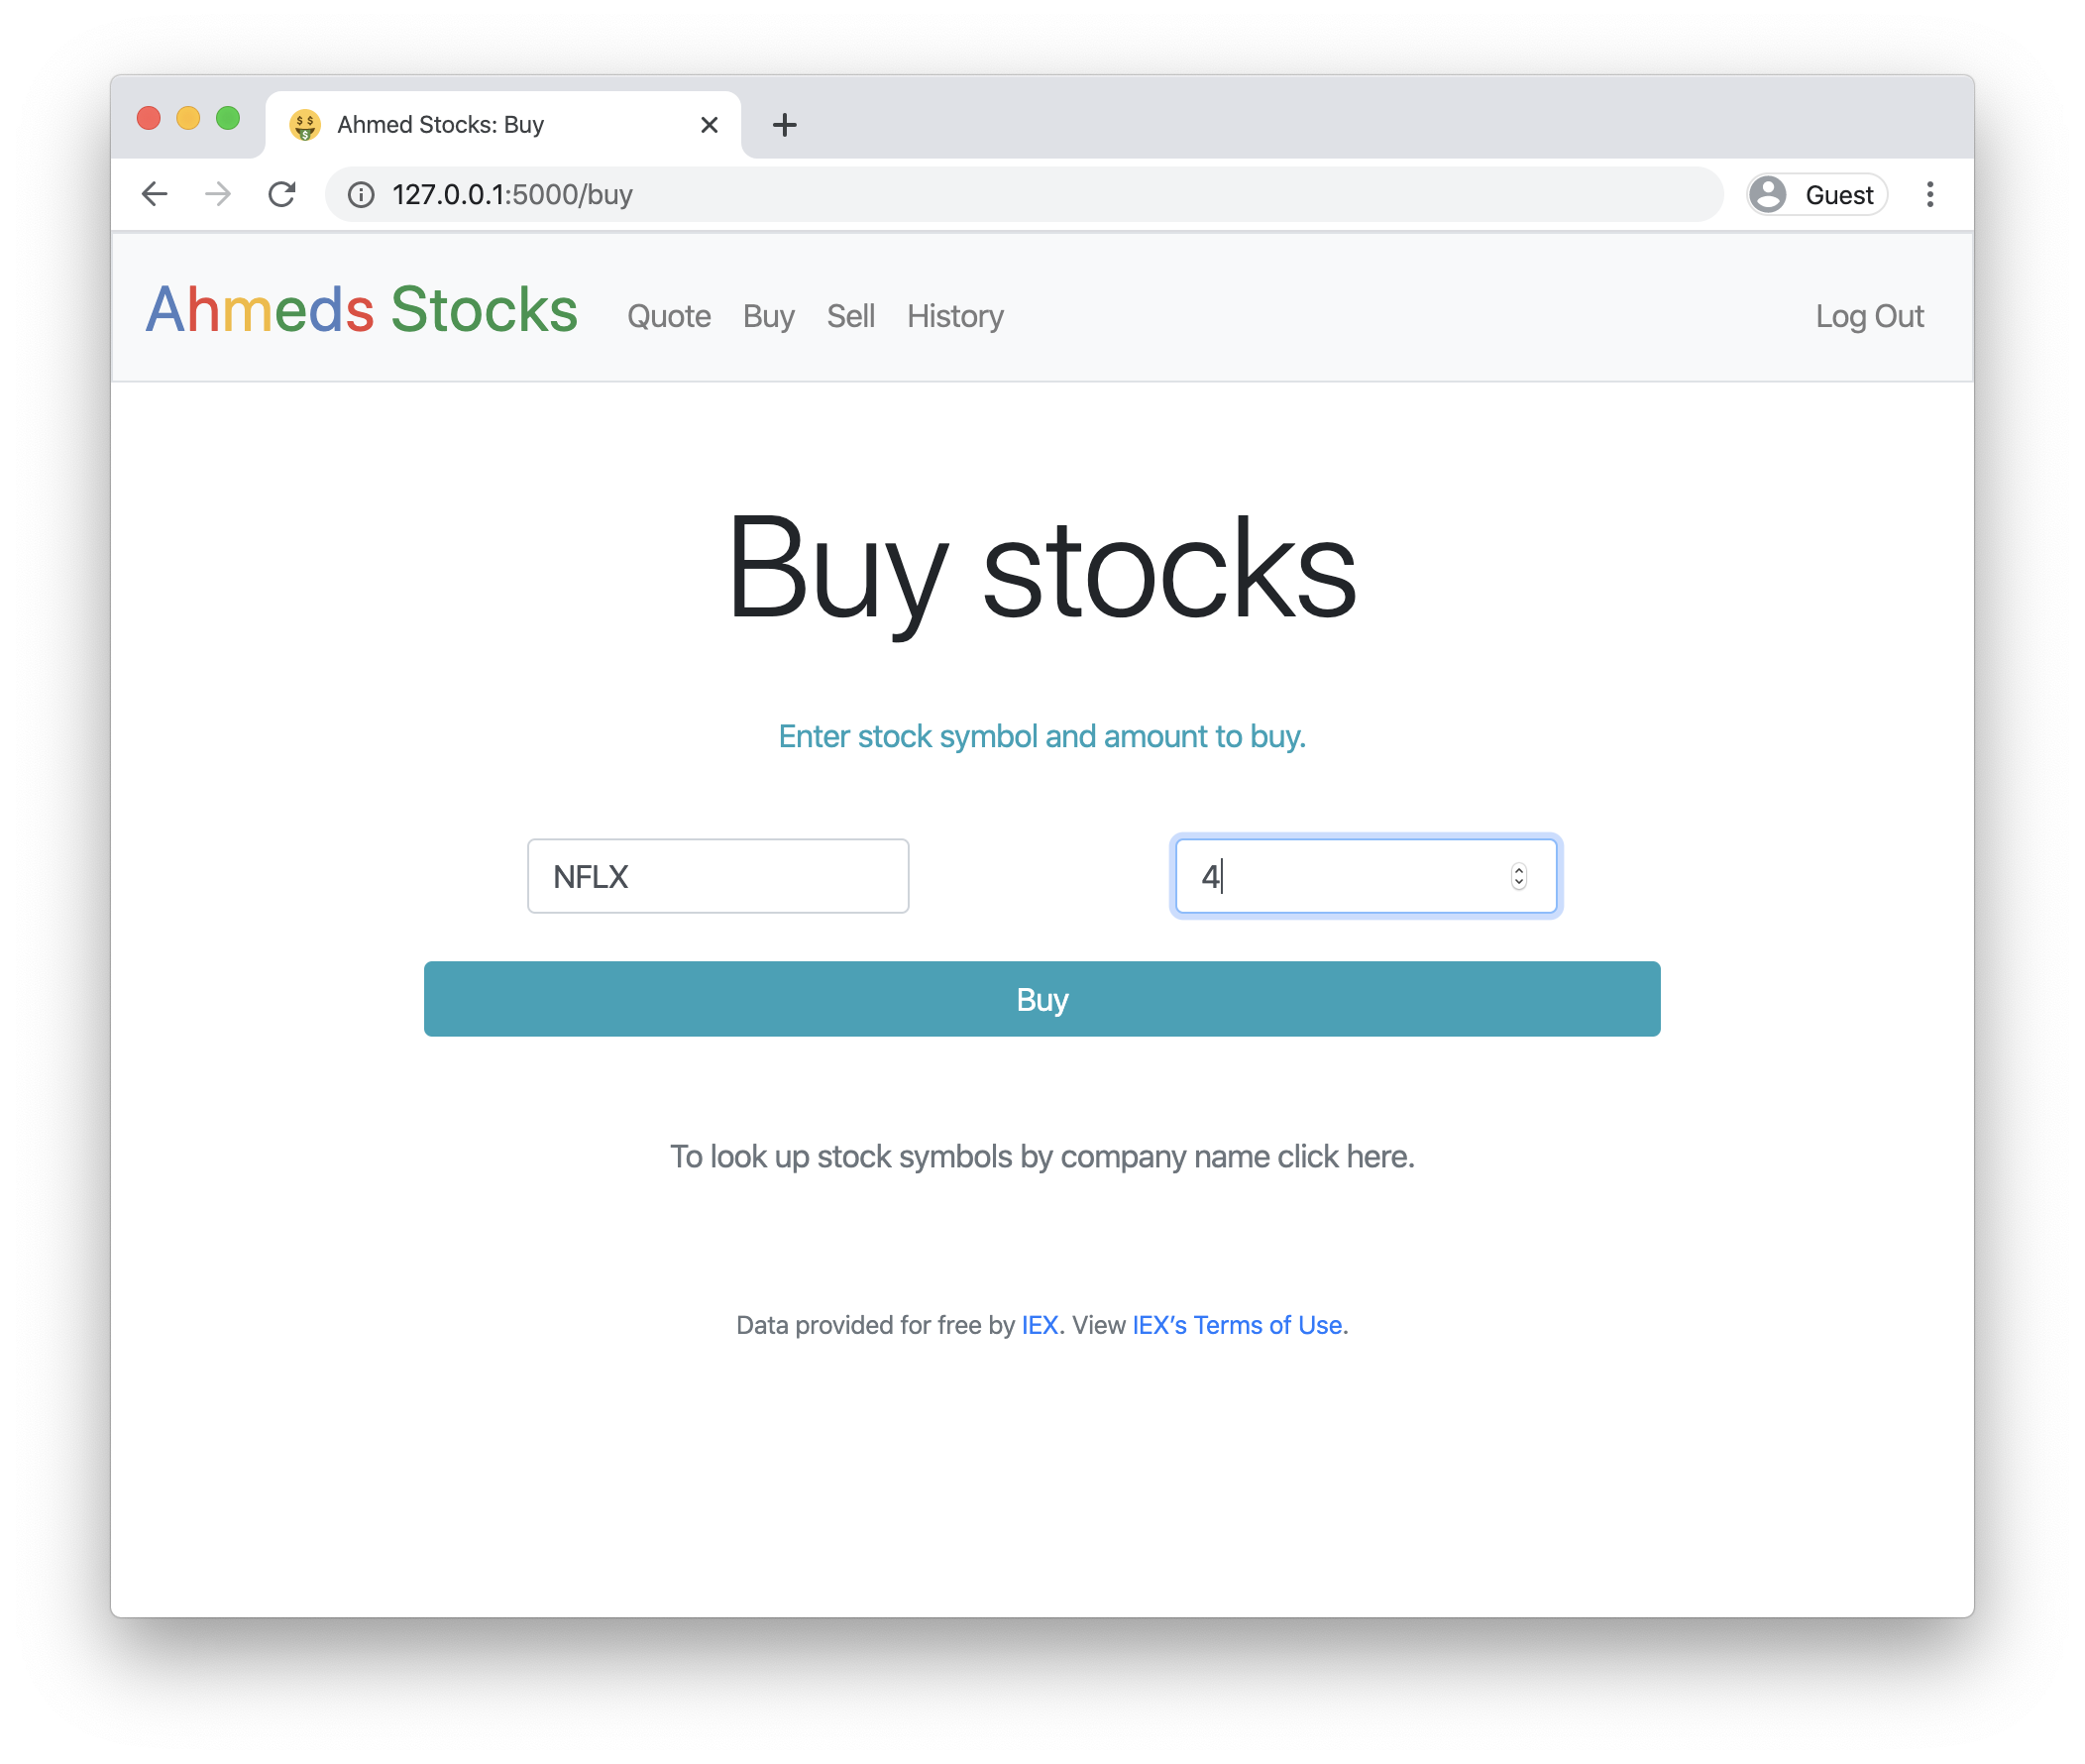 Ahmed Stocks: Buy
127.0.0.1:5000/buy
Guest
Ahmeds Stocks Quote Buy Sell History Log Out
Buy stocks
Enter stock symbol and amount to buy.
NFLX 4
Buy
To look up stock symbols by company name click here.
Data provided for free by IEX. View IEX’s Terms of Use.